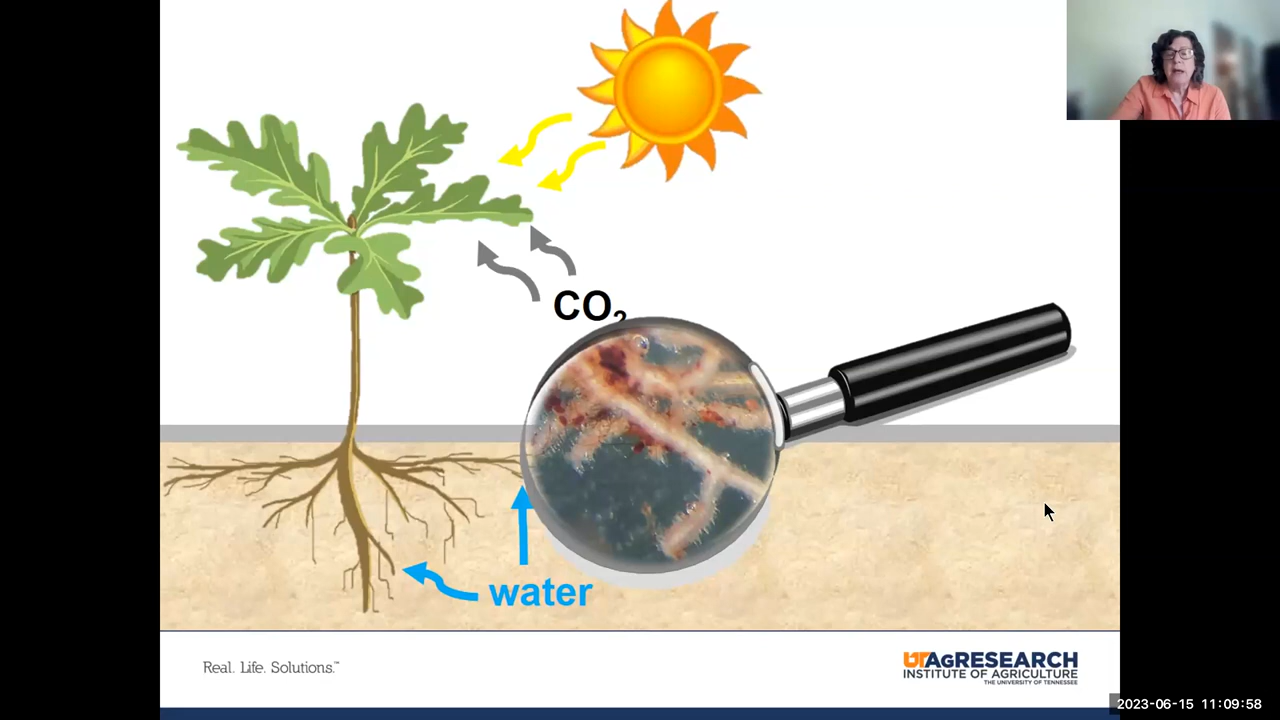 CO₂
water
Real. Life. Solutions.™
UTAGRESEARCH
INSTITUTE OF AGRICULTURE
THE UNIVERSITY OF TENNESSEE
2023-06-15 11:09:58